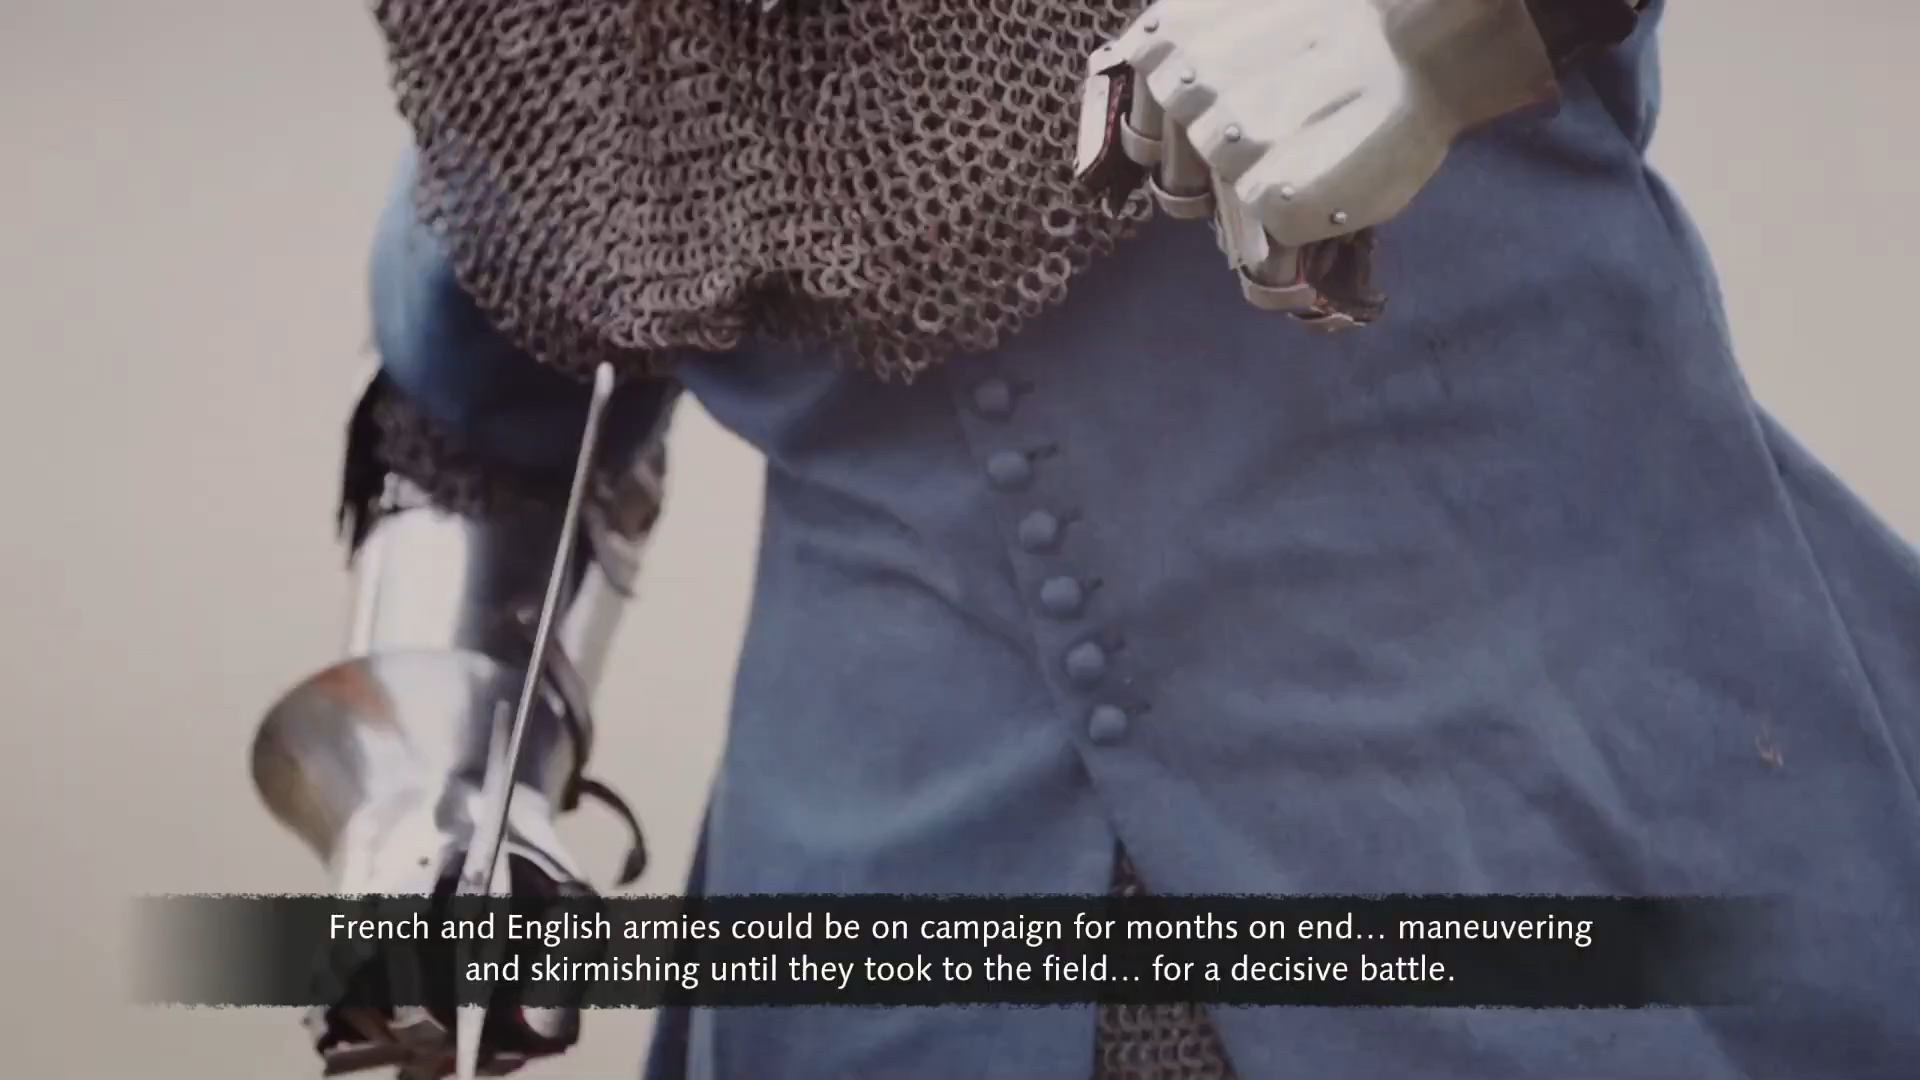 French and English armies could be on campaign for months on end… maneuvering
and skirmishing until they took to the field… for a decisive battle.